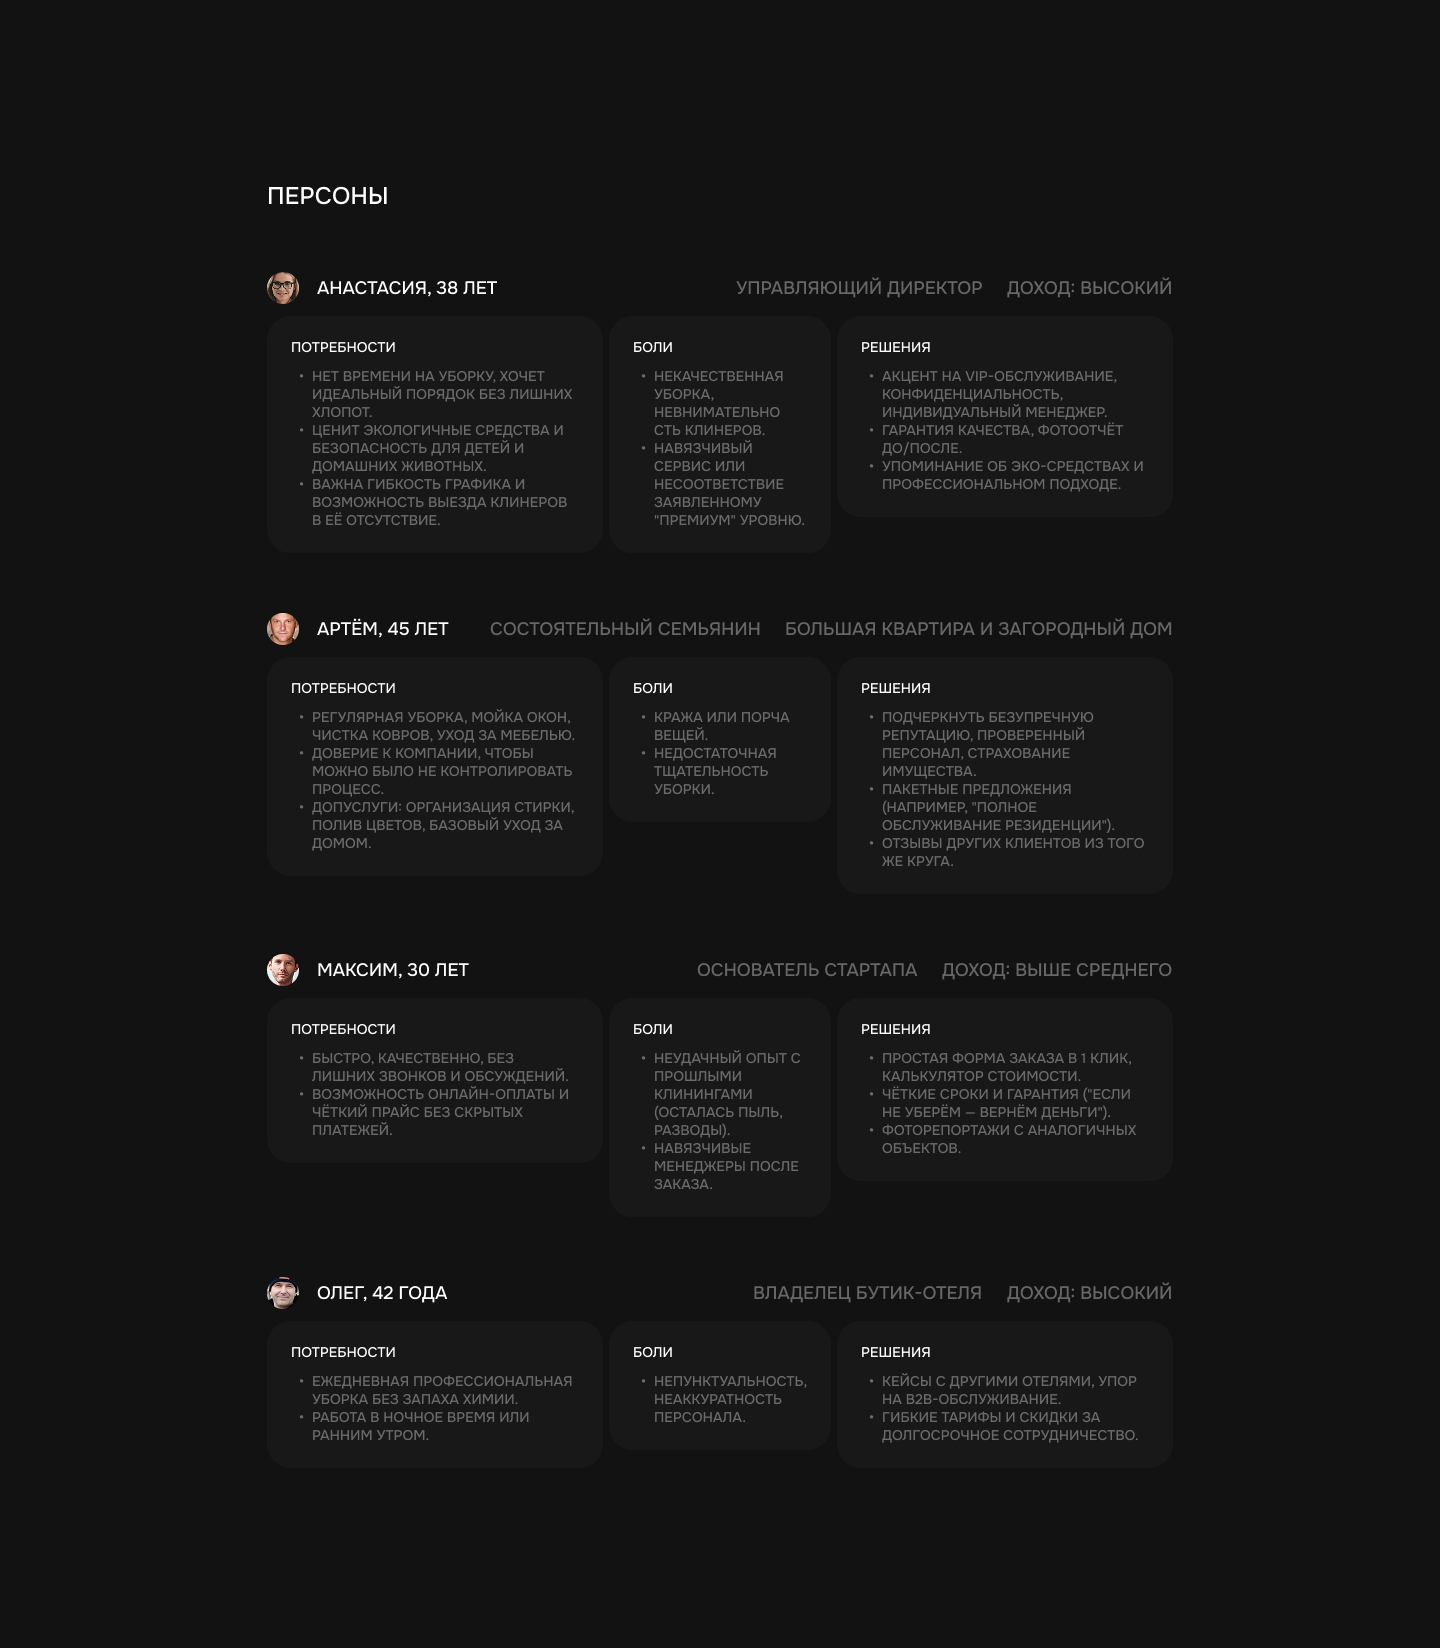 ПЕРСОНЫ
АНАСТАСИЯ, 38 ЛЕТ
УПРАВЛЯЮЩИЙ ДИРЕКТОР
ДОХОД: ВЫСОКИЙ
ПОТРЕБНОСТИ
• НЕТ ВРЕМЕНИ НА УБОРКУ, ХОЧЕТ
ИДЕАЛЬНЫЙ ПОРЯДОК БЕЗ ЛИШНИХ
ХЛОПОТ.
• ЦЕНИТ ЭКОЛОГИЧНЫЕ СРЕДСТВА И
БЕЗОПАСНОСТЬ ДЛЯ ДЕТЕЙ И
ДОМАШНИХ ЖИВОТНЫХ.
• ВАЖНА ГИБКОСТЬ ГРАФИКА И
ВОЗМОЖНОСТЬ ВЫЕЗДА КЛИНЕРОВ
В ЕЁ ОТСУТСТВИЕ.
БОЛИ
• НЕКАЧЕСТВЕННАЯ
УБОРКА,
НЕВНИМАТЕЛЬНО
СТЬ КЛИНЕРОВ.
• НАВЯЗЧИВЫЙ
СЕРВИС ИЛИ
НЕСООТВЕТСТВИЕ
ЗАЯВЛЕННОМУ
"ПРЕМИУМ" УРОВНЮ.
РЕШЕНИЯ
• АКЦЕНТ НА VIP-ОБСЛУЖИВАНИЕ,
КОНФИДЕНЦИАЛЬНОСТЬ,
ИНДИВИДУАЛЬНЫЙ МЕНЕДЖЕР.
• ГАРАНТИЯ КАЧЕСТВА, ФОТООТЧЁТ
ДО/ПОСЛЕ.
• УПОМИНАНИЕ ОБ ЭКО-СРЕДСТВАХ И
ПРОФЕССИОНАЛЬНОМ ПОДХОДЕ.
АРТЁМ, 45 ЛЕТ
СОСТОЯТЕЛЬНЫЙ СЕМЬЯНИН
БОЛЬШАЯ КВАРТИРА И ЗАГОРОДНЫЙ ДОМ
ПОТРЕБНОСТИ
• РЕГУЛЯРНАЯ УБОРКА, МОЙКА ОКОН,
ЧИСТКА КОВРОВ, УХОД ЗА МЕБЕЛЬЮ.
• ДОВЕРИЕ К КОМПАНИИ, ЧТОБЫ
МОЖНО БЫЛО НЕ КОНТРОЛИРОВАТЬ
ПРОЦЕСС.
• ДОПУСЛУГИ: ОРГАНИЗАЦИЯ СТИРКИ,
ПОЛИВ ЦВЕТОВ, БАЗОВЫЙ УХОД ЗА
ДОМОМ.
БОЛИ
• КРАЖА ИЛИ ПОРЧА
ВЕЩЕЙ.
• НЕДОСТАТОЧНАЯ
ТЩАТЕЛЬНОСТЬ
УБОРКИ.
РЕШЕНИЯ
• ПОДЧЕРКНУТЬ БЕЗУПРЕЧНУЮ
РЕПУТАЦИЮ, ПРОВЕРЕННЫЙ
ПЕРСОНАЛ, СТРАХОВАНИЕ
ИМУЩЕСТВА.
• ПАКЕТНЫЕ ПРЕДЛОЖЕНИЯ
(НАПРИМЕР, "ПОЛНОЕ
ОБСЛУЖИВАНИЕ РЕЗИДЕНЦИИ").
• ОТЗЫВЫ ДРУГИХ КЛИЕНТОВ ИЗ ТОГО
ЖЕ КРУГА.
МАКСИМ, 30 ЛЕТ
ОСНОВАТЕЛЬ СТАРТАПА
ДОХОД: ВЫШЕ СРЕДНЕГО
ПОТРЕБНОСТИ
• БЫСТРО, КАЧЕСТВЕННО, БЕЗ
ЛИШНИХ ЗВОНКОВ И ОБСУЖДЕНИЙ.
• ВОЗМОЖНОСТЬ ОНЛАЙН-ОПЛАТЫ И
ЧЁТКИЙ ПРАЙС БЕЗ СКРЫТЫХ
ПЛАТЕЖЕЙ.
БОЛИ
• НЕУДАЧНЫЙ ОПЫТ С
ПРОШЛЫМИ
КЛИНИНГАМИ
(ОСТАЛАСЬ ПЫЛЬ,
РАЗВОДЫ).
• НАВЯЗЧИВЫЕ
МЕНЕДЖЕРЫ ПОСЛЕ
ЗАКАЗА.
РЕШЕНИЯ
• ПРОСТАЯ ФОРМА ЗАКАЗА В 1 КЛИК,
КАЛЬКУЛЯТОР СТОИМОСТИ.
• ЧЁТКИЕ СРОКИ И ГАРАНТИЯ ("ЕСЛИ
НЕ УБЕРЁМ — ВЕРНЁМ ДЕНЬГИ").
• ФОТОРЕПОРТАЖИ С АНАЛОГИЧНЫХ
ОБЪЕКТОВ.
ОЛЕГ, 42 ГОДА
ВЛАДЕЛЕЦ БУТИК-ОТЕЛЯ
ДОХОД: ВЫСОКИЙ
ПОТРЕБНОСТИ
• ЕЖЕДНЕВНАЯ ПРОФЕССИОНАЛЬНАЯ
УБОРКА БЕЗ ЗАПАХА ХИМИИ.
• РАБОТА В НОЧНОЕ ВРЕМЯ ИЛИ
РАННИМ УТРОМ.
БОЛИ
• НЕПУНКТУАЛЬНОСТЬ,
НЕАККУРАТНОСТЬ
ПЕРСОНАЛА.
РЕШЕНИЯ
• КЕЙСЫ С ДРУГИМИ ОТЕЛЯМИ, УПОР
НА B2B-ОБСЛУЖИВАНИЕ.
• ГИБКИЕ ТАРИФЫ И СКИДКИ ЗА
ДОЛГОСРОЧНОЕ СОТРУДНИЧЕСТВО.